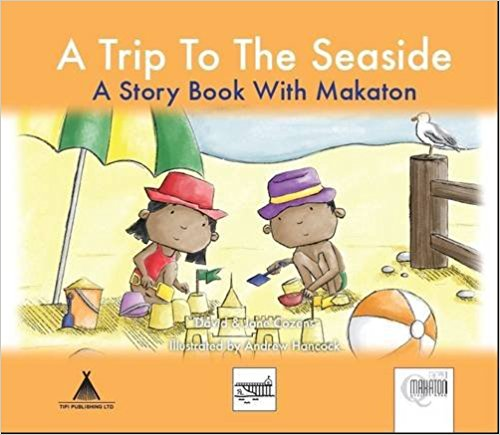 A Trip To The Seaside
A Story Book With Makaton
David & Jane Cozens
Illustrated by Andrew Hancock
TIPI PUBLISHING LTD
MAKATON